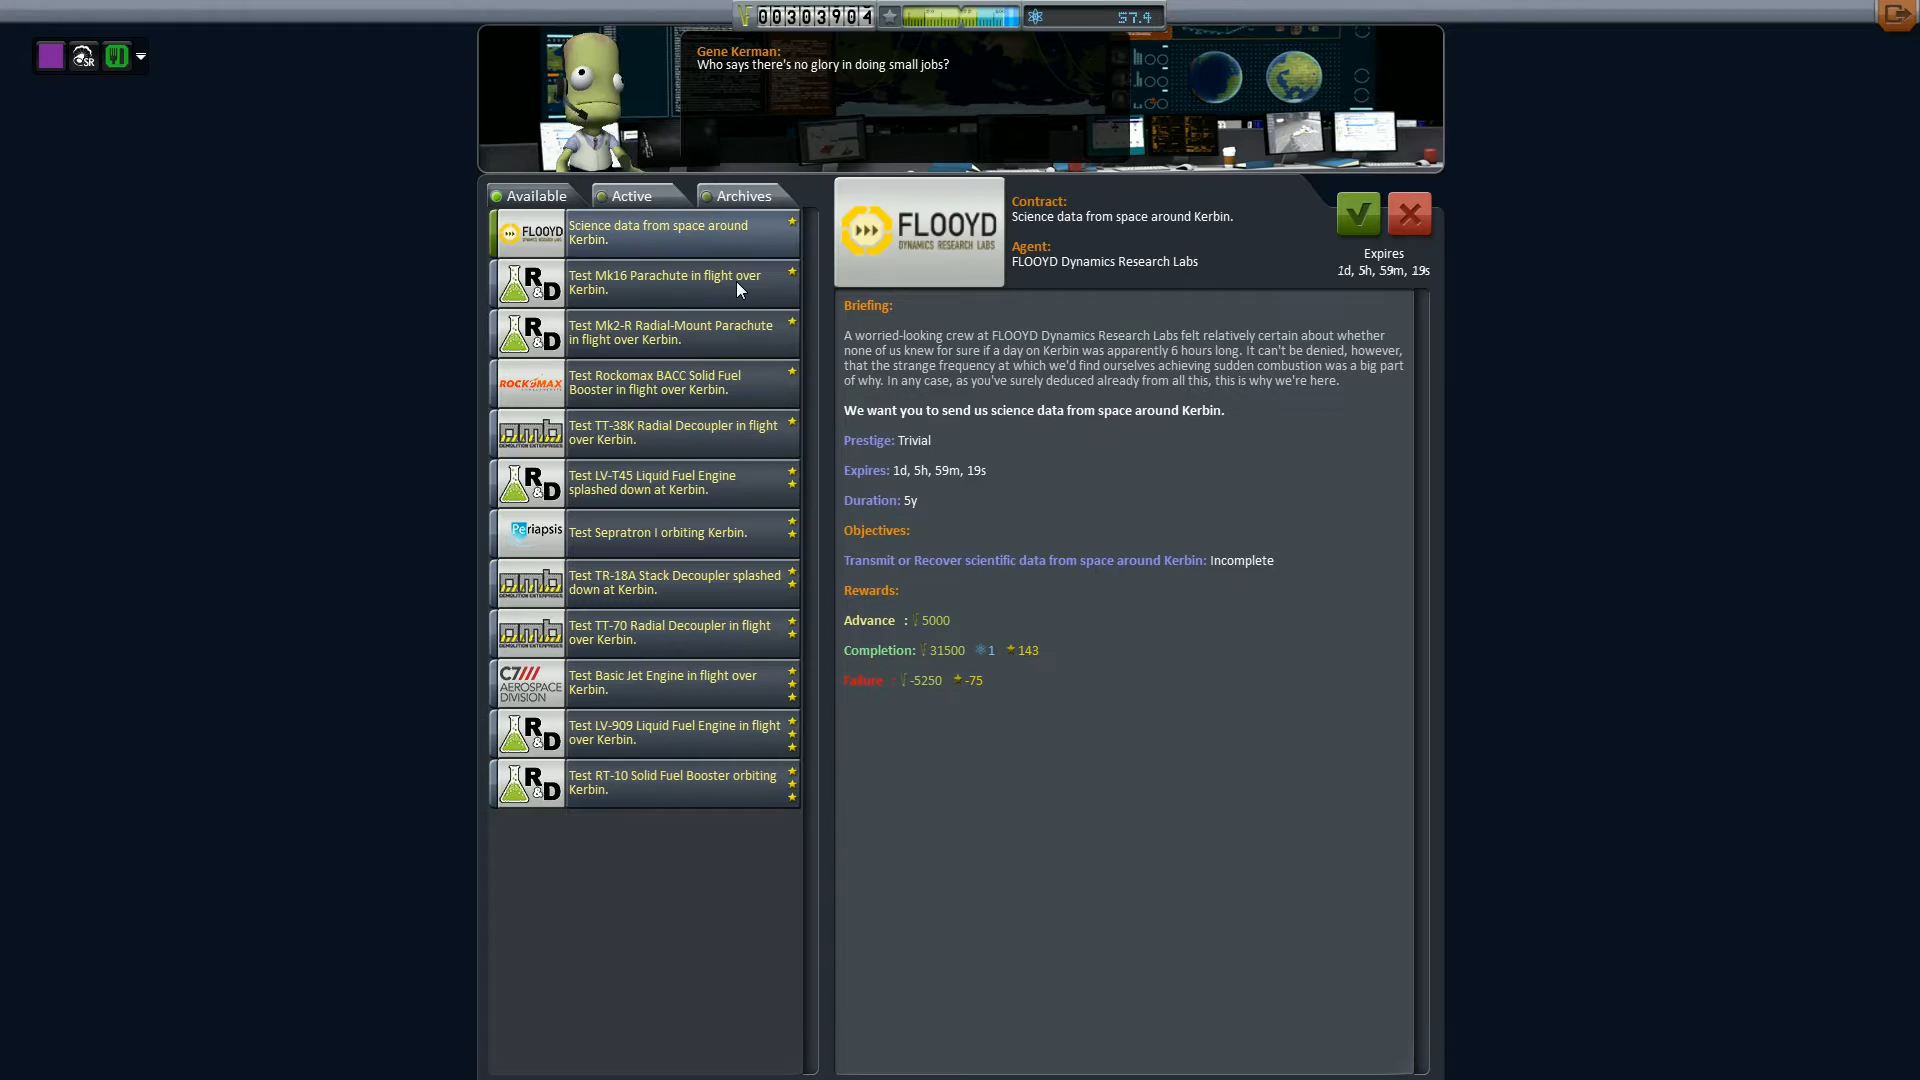 00303904
57.4
SR
Gene Kerman:
Who says there's no glory in doing small jobs?
Available
Active
Archives
FLOOYD
DYNAMICS RESEARCH LABS
Science data from space around
Kerbin.
R&D
Test Mk16 Parachute in flight over
Kerbin.
R&D
Test Mk2-R Radial-Mount Parachute
in flight over Kerbin.
ROCKOMAX
Test Rockomax BACC Solid Fuel
Booster in flight over Kerbin.
DEMOLITION ENTERPRISES
Test TT-38K Radial Decoupler in flight
over Kerbin.
R&D
Test LV-T45 Liquid Fuel Engine
splashed down at Kerbin.
Periapsis
Test Sepratron I orbiting Kerbin.
DEMOLITION ENTERPRISES
Test TR-18A Stack Decoupler splashed
down at Kerbin.
DEMOLITION ENTERPRISES
Test TT-70 Radial Decoupler in flight
over Kerbin.
C7///
AEROSPACE
DIVISION
Test Basic Jet Engine in flight over
Kerbin.
R&D
Test LV-909 Liquid Fuel Engine in flight
over Kerbin.
R&D
Test RT-10 Solid Fuel Booster orbiting
Kerbin.
FLOOYD
DYNAMICS RESEARCH LABS
Contract:
Science data from space around Kerbin.
Agent:
FLOOYD Dynamics Research Labs
Expires
1d, 5h, 59m, 19s
Briefing:
A worried-looking crew at FLOOYD Dynamics Research Labs felt relatively certain about whether
none of us knew for sure if a day on Kerbin was apparently 6 hours long. It can't be denied, however,
that the strange frequency at which we'd find ourselves achieving sudden combustion was a big part
of why. In any case, as you've surely deduced already from all this, this is why we're here.
We want you to send us science data from space around Kerbin.
Prestige: Trivial
Expires: 1d, 5h, 59m, 19s
Duration: 5y
Objectives:
Transmit or Recover scientific data from space around Kerbin: Incomplete
Rewards:
Advance : 5000
Completion: 31500 1 143
Failure : -5250 -75